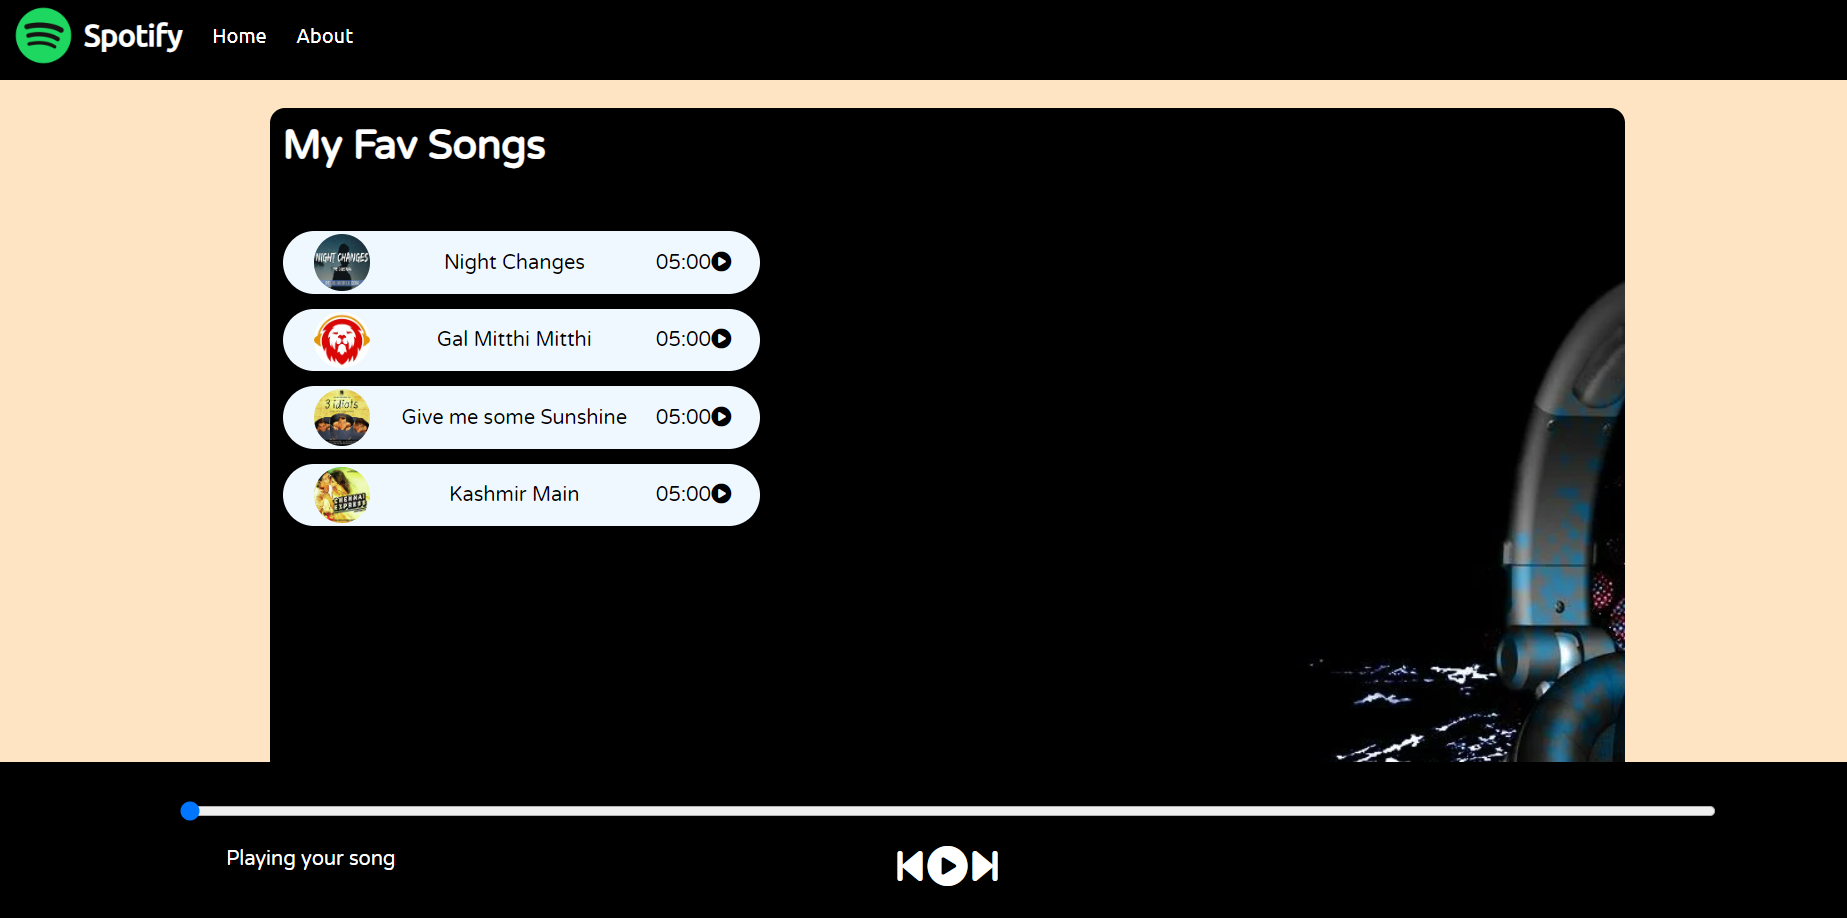 Spotify Home About
My Fav Songs
NIGHT CHANGES
Night Changes 05:00
Gal Mitthi Mitthi 05:00
3 idiots
Give me some Sunshine 05:00
CHENNAI EXPRESS
Kashmir Main 05:00
Playing your song